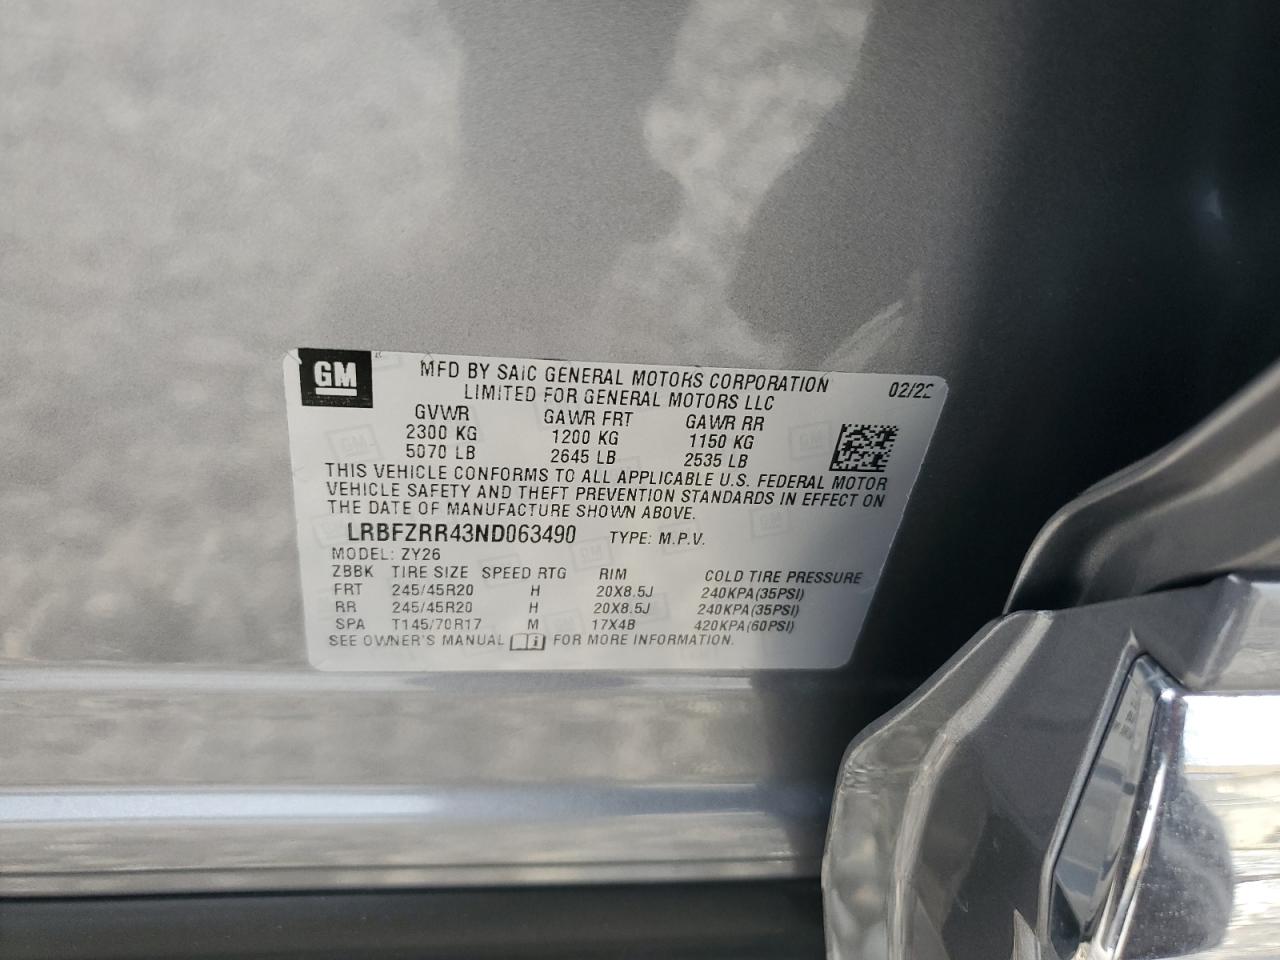 GM
MFD BY SAIC GENERAL MOTORS CORPORATION 02/22
LIMITED FOR GENERAL MOTORS LLC
GVWR GAWR FRT GAWR RR
2300 KG 1200 KG 1150 KG
5070 LB 2645 LB 2535 LB
THIS VEHICLE CONFORMS TO ALL APPLICABLE U.S. FEDERAL MOTOR
VEHICLE SAFETY AND THEFT PREVENTION STANDARDS IN EFFECT ON
THE DATE OF MANUFACTURE SHOWN ABOVE.
LRBFZRR43ND063490 TYPE: M.P.V.
MODEL: ZY26
ZBBK TIRE SIZE SPEED RTG RIM COLD TIRE PRESSURE
FRT 245/45R20 H 20X8.5J 240KPA(35PSI)
RR 245/45R20 H 20X8.5J 240KPA(35PSI)
SPA T145/70R17 M 17X4B 420KPA(60PSI)
SEE OWNER'S MANUAL FOR MORE INFORMATION.